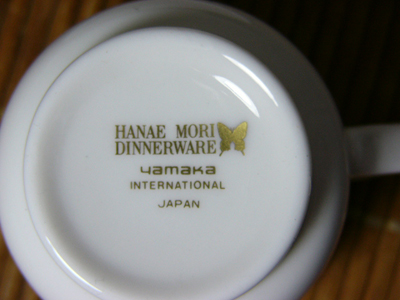 HANAE MORI
DINNERWARE
yamaka
INTERNATIONAL
JAPAN